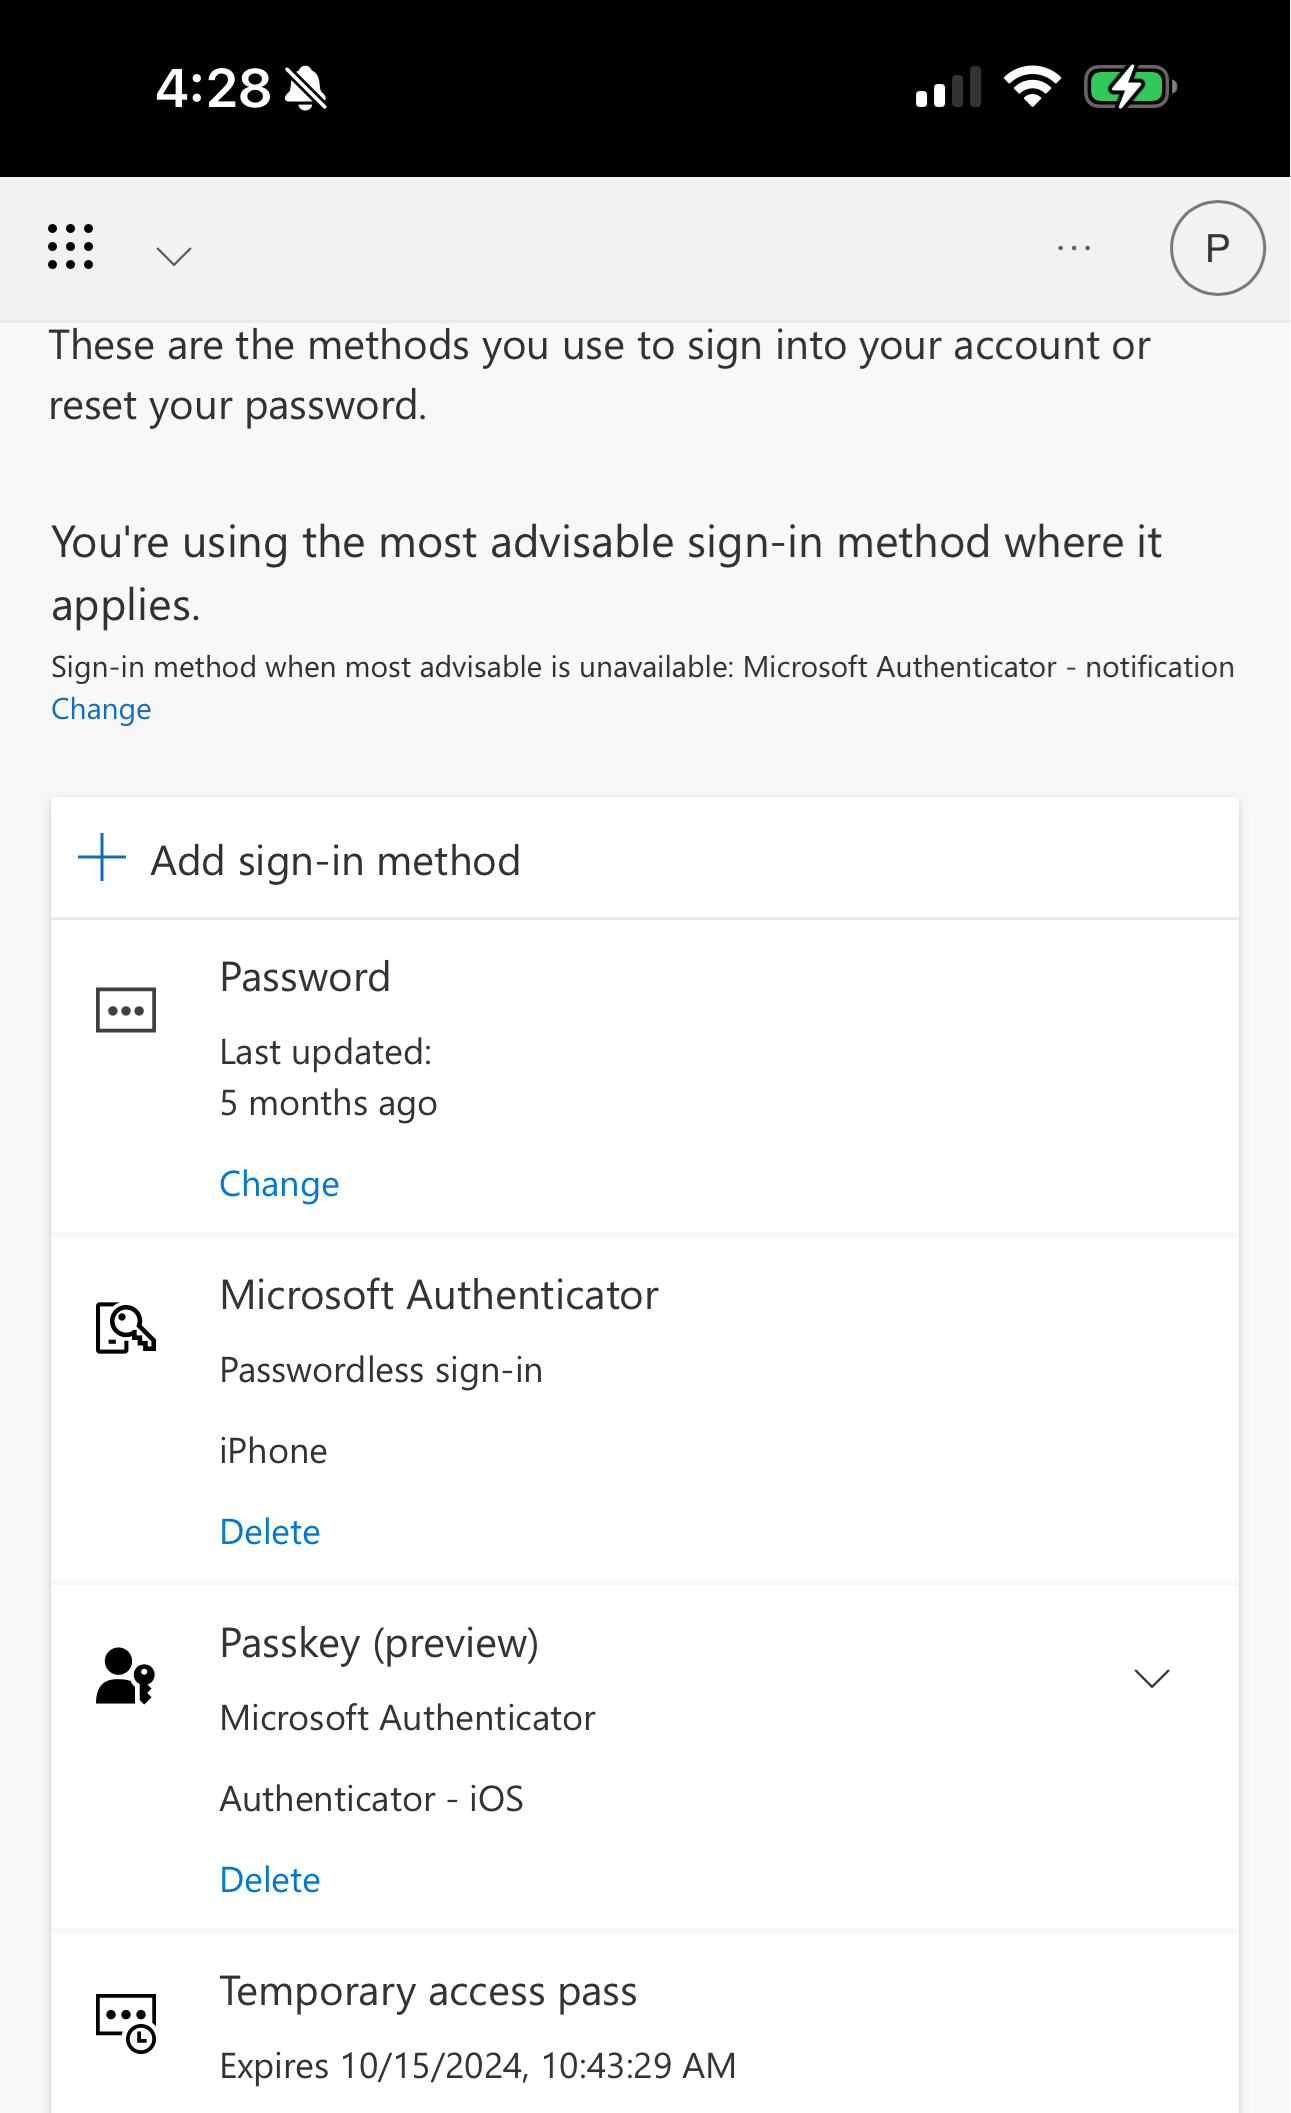 4:28
P
These are the methods you use to sign into your account or
reset your password.
You're using the most advisable sign-in method where it
applies.
Sign-in method when most advisable is unavailable: Microsoft Authenticator - notification
Change
Add sign-in method
Password
Last updated:
5 months ago
Change
Microsoft Authenticator
Passwordless sign-in
iPhone
Delete
Passkey (preview)
Microsoft Authenticator
Authenticator - iOS
Delete
Temporary access pass
Expires 10/15/2024, 10:43:29 AM